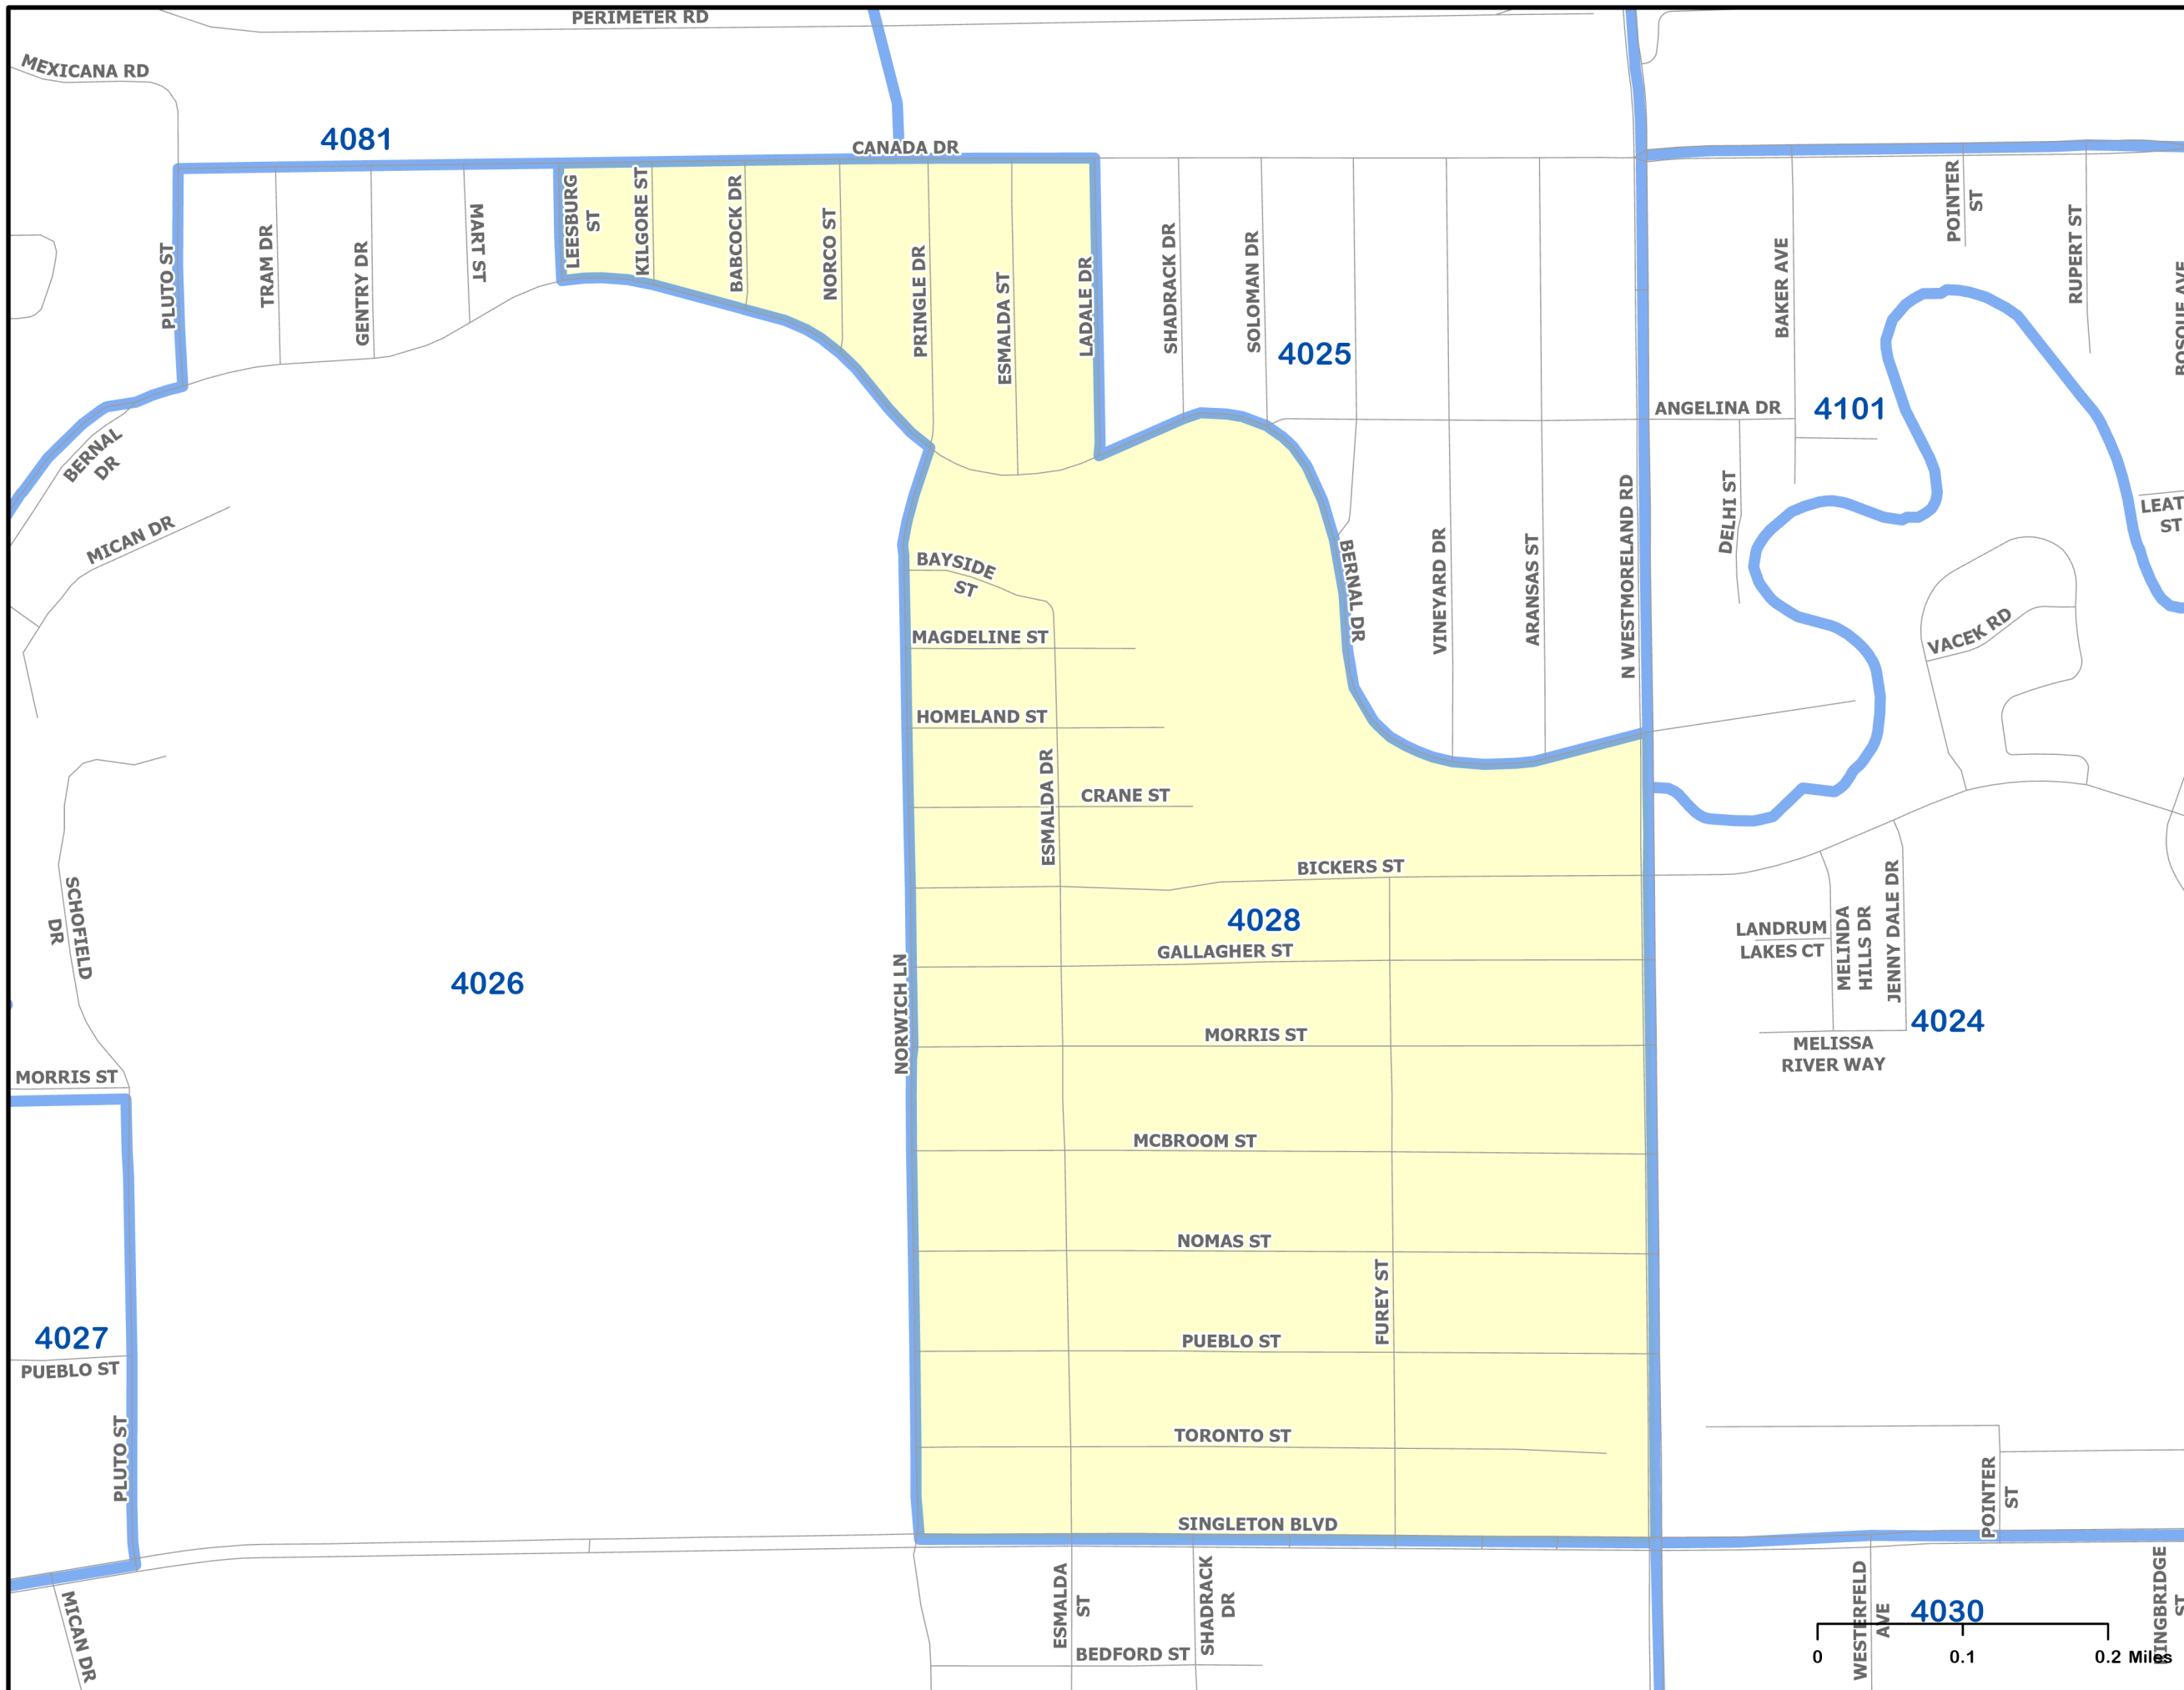 PERIMETER RD
MEXICANA RD
4081
CANADA DR
PLUTO ST
TRAM DR
GENTRY DR
MART ST
LEESBURG
ST
KILGORE ST
BABCOCK DR
NORCO ST
PRINGLE DR
ESMALDA ST
LADALE DR
SHADRACK DR
SOLOMAN DR
4025
BAKER AVE
POINTER
ST
RUPERT ST
BOSQUE AVE
ANGELINA DR
4101
BERNAL
DR
MICAN DR
BAYSIDE
ST
MAGDELINE ST
HOMELAND ST
ESMALDA DR
CRANE ST
BERNAL DR
VINEYARD DR
ARANSAS ST
N WESTMORELAND RD
DELHI ST
LEAT
ST
VACEK RD
BICKERS ST
4028
GALLAGHER ST
SCHOFIELD
DR
4026
NORWICH LN
MORRIS ST
LANDRUM
LAKES CT
MELINDA
HILLS DR
JENNY DALE DR
4024
MELISSA
RIVER WAY
MORRIS ST
MCBROOM ST
NOMAS ST
FUREY ST
PUEBLO ST
4027
PUEBLO ST
PLUTO ST
TORONTO ST
SINGLETON BLVD
POINTER
ST
MICAN DR
ESMALDA
ST
SHADRACK
DR
BEDFORD ST
WESTERFELD
AVE
4030
KINGBRIDGE
ST
0 0.1 0.2 Miles